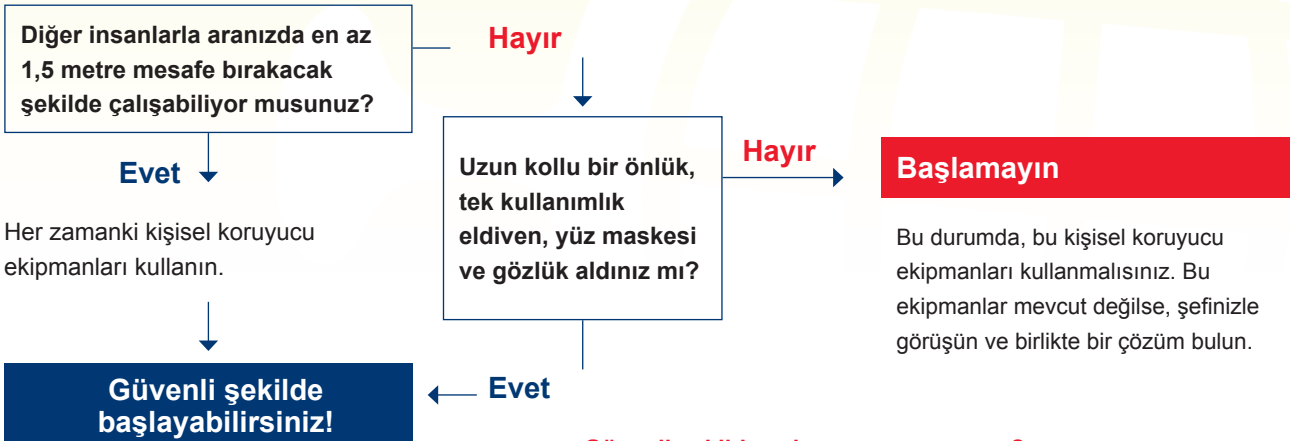 Diğer insanlarla aranızda en az
1,5 metre mesafe bırakacak
şekilde çalışabiliyor musunuz?
Hayır
Evet
Her zamanki kişisel koruyucu
ekipmanları kullanın.
Uzun kollu bir önlük,
tek kullanımlık
eldiven, yüz maskesi
ve gözlük aldınız mı?
Hayır
Başlamayın
Bu durumda, bu kişisel koruyucu
ekipmanları kullanmalısınız. Bu
ekipmanlar mevcut değilse, şefinizle
görüşün ve birlikte bir çözüm bulun.
Evet
Güvenli şekilde
başlayabilirsiniz!